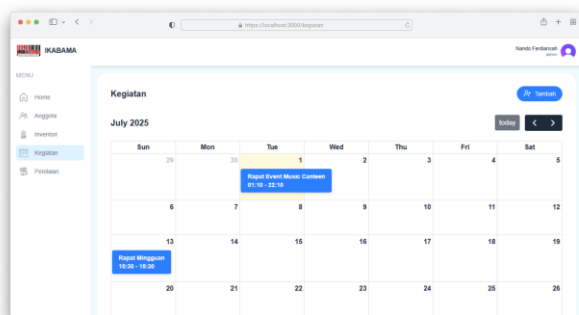 https://localhost:3000/kegiatan
IKABAMA
Nando Ferdiansah
admin
MENU
Home
Anggota
Inventori
Kegiatan
Penilaian
Kegiatan
Tambah
July 2025
today
Sun Mon Tue Wed Thu Fri Sat
29 30 1 2 3 4 5
Rapat Event Music Canteen
01:10 - 22:10
6 7 8 9 10 11 12
13 14 15 16 17 18 19
Rapat Mingguan
10:30 - 15:30
20 21 22 23 24 25 26